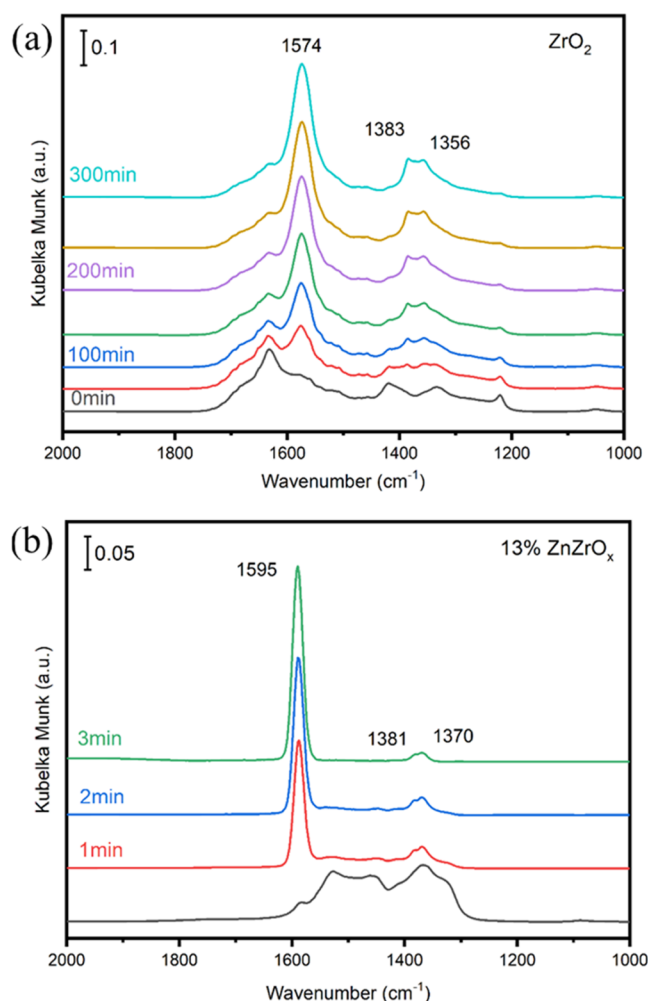 (a)
0.1
1574
ZrO2
1383
1356
300min
200min
100min
0min
Kubelka Munk (a.u.)
2000 1800 1600 1400 1200 1000
Wavenumber (cm-1)
(b)
0.05
13% ZnZrOx
1595
1381
1370
3min
2min
1min
Kubelka Munk (a.u.)
2000 1800 1600 1400 1200 1000
Wavenumber (cm-1)